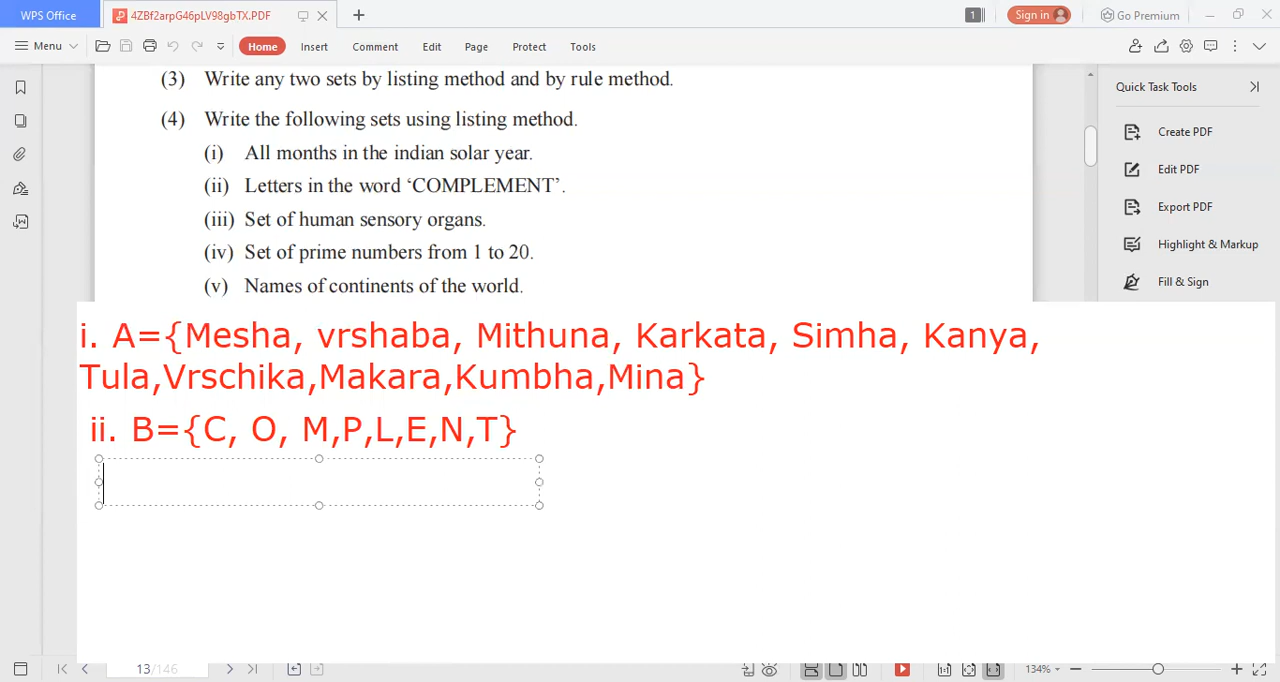 WPS Office
4ZBf2arpG46pLV98gbTX.PDF
1
Sign in
Go Premium
Menu
Home
Insert
Comment
Edit
Page
Protect
Tools
(3) Write any two sets by listing method and by rule method.
(4) Write the following sets using listing method.
(i) All months in the indian solar year.
(ii) Letters in the word ‘COMPLEMENT’.
(iii) Set of human sensory organs.
(iv) Set of prime numbers from 1 to 20.
(v) Names of continents of the world.
Quick Task Tools
Create PDF
Edit PDF
Export PDF
Highlight & Markup
Fill & Sign
i. A={Mesha, vrshaba, Mithuna, Karkata, Simha, Kanya,
Tula,Vrschika,Makara,Kumbha,Mina}
ii. B={C, O, M,P,L,E,N,T}
13/146
134%